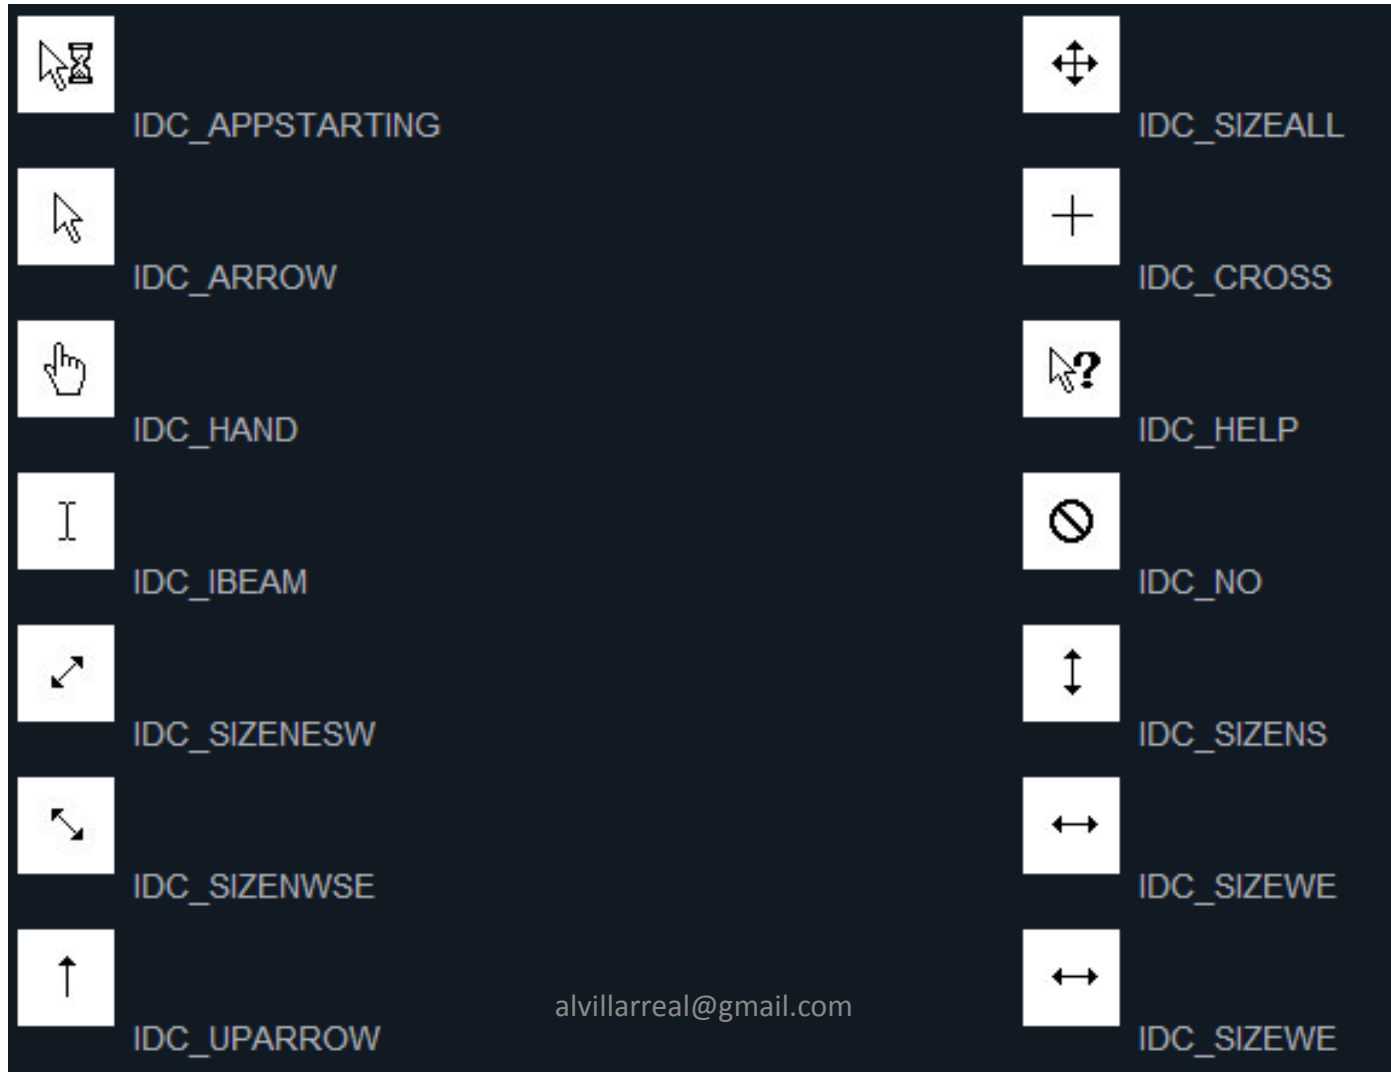 IDC_APPSTARTING
IDC_SIZEALL
IDC_ARROW
IDC_CROSS
IDC_HAND
IDC_HELP
IDC_IBEAM
IDC_NO
IDC_SIZENESW
IDC_SIZENS
IDC_SIZENWSE
IDC_SIZEWE
alvillarreal@gmail.com
IDC_UPARROW
IDC_SIZEWE